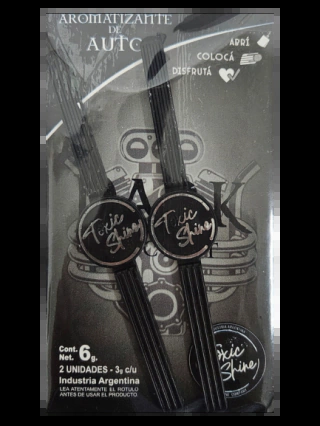 AROMATIZANTE
DE
AUTO
ABRÍ
COLOCÁ
DISFRUTÁ
Toxic
Shine
Toxic
Shine
Cont.
Net. 6g.
2 UNIDADES - 3g c/u
Industria Argentina
LEA ATENTAMENTE EL ROTULO
ANTES DE USAR EL PRODUCTO
Toxic
Shine